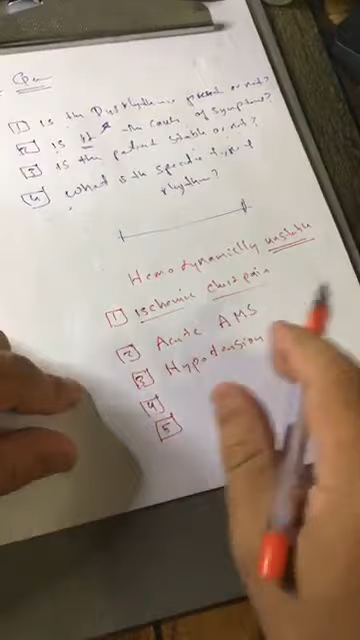 Qus
1 Is the Dysrhythmia present or not?
2 Is it the cause of symptoms?
3 Is the patient stable or not?
4 What is the specific type of
rhythm?
Hemodynamically unstable
1 Ischemic chest pain
2 Acute AMS
3 Hypotension
4
5